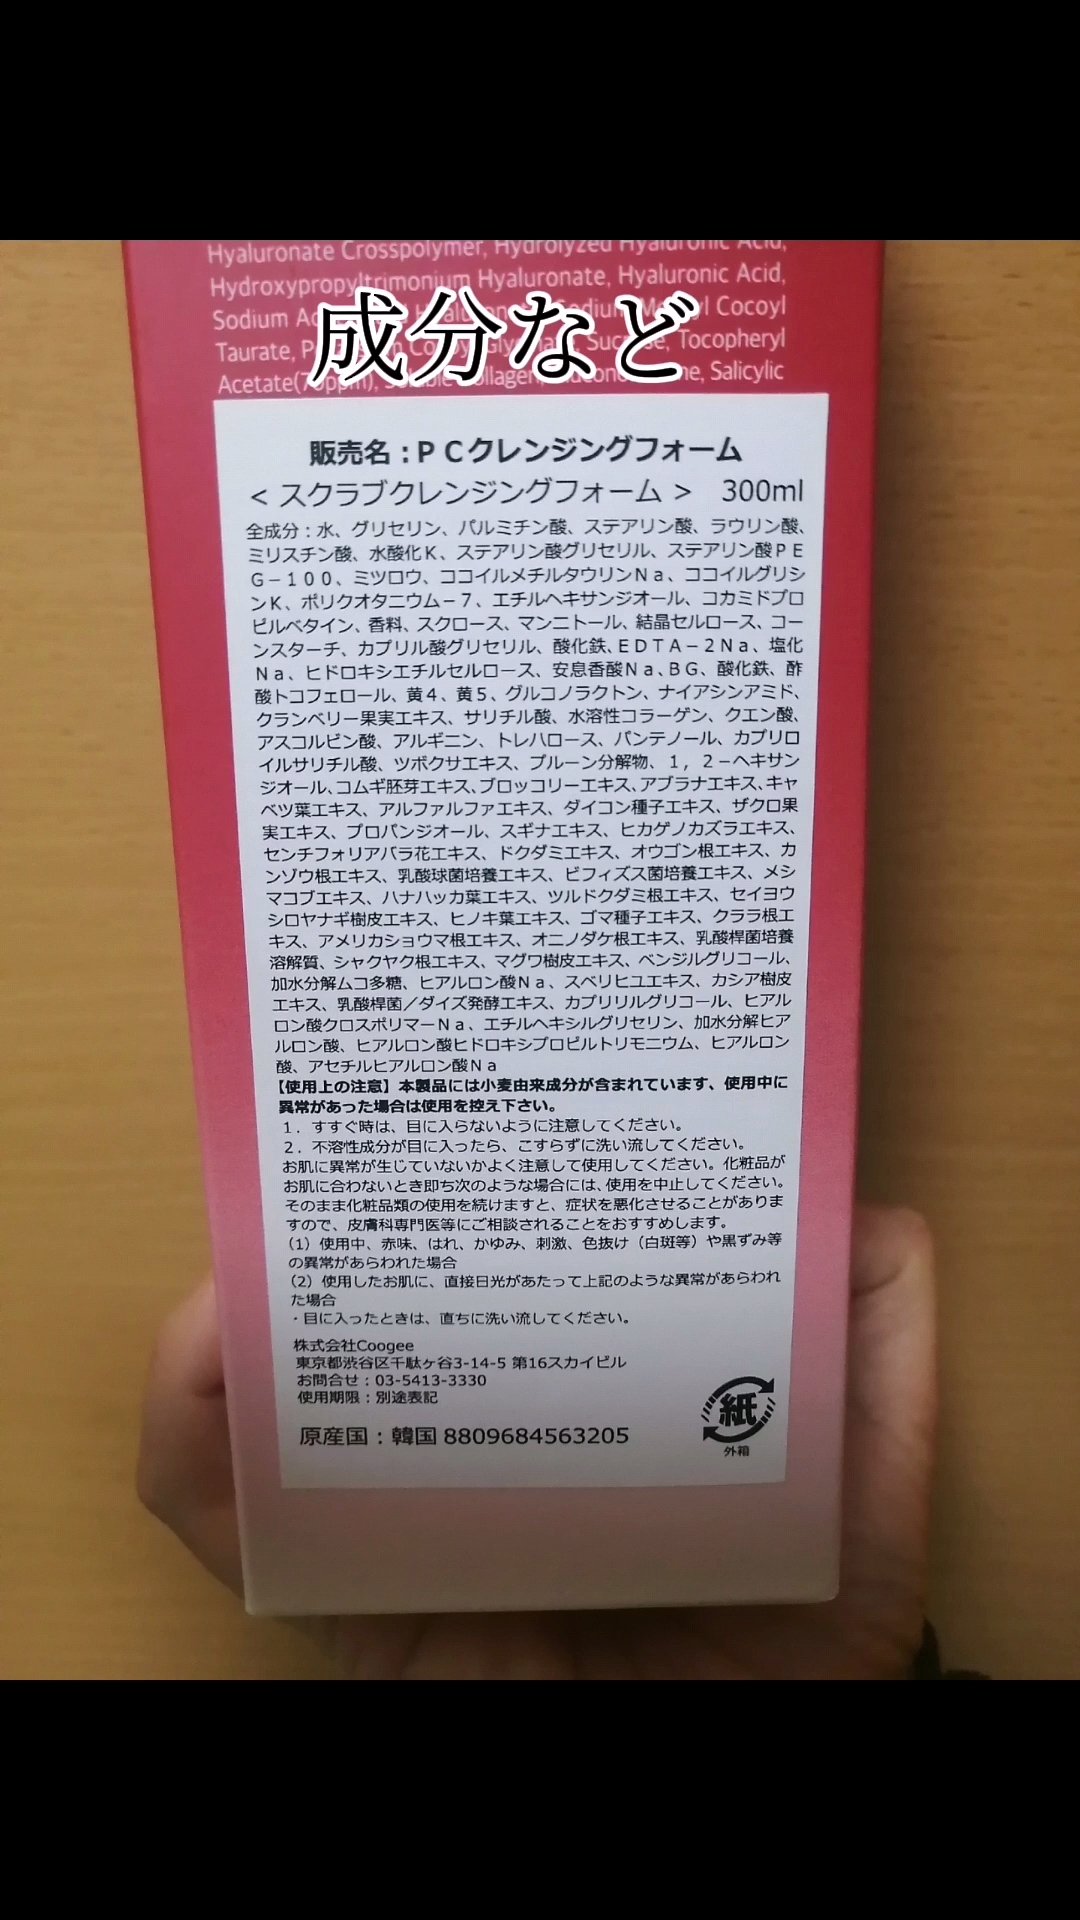 Hyaluronate Crosspolymer, Hydrolyzed Hyaluronic Acid,
Hydroxypropyltrimonium Hyaluronate, Hyaluronic Acid,
成分など
Sodium Cocoyl
Taurate, Sucrose, Tocopheryl
Acetate Salicylic
販売名：ＰＣクレンジングフォーム
< スクラブクレンジングフォーム > 300ml
全成分：水、グリセリン、パルミチン酸、ステアリン酸、ラウリン酸、
ミリスチン酸、水酸化Ｋ、ステアリン酸グリセリル、ステアリン酸ＰＥ
Ｇ－１００、ミツロウ、ココイルメチルタウリンＮａ、ココイルグリシ
ンＫ、ポリクオタニウム－７、エチルヘキサンジオール、コカミドプロ
ピルベタイン、香料、スクロース、マンニトール、結晶セルロース、コー
ンスターチ、カプリル酸グリセリル、酸化鉄、ＥＤＴＡ－２Ｎａ、塩化
Ｎａ、ヒドロキシエチルセルロース、安息香酸Ｎａ、ＢＧ、酸化鉄、酢
酸トコフェロール、黄４、黄５、グルコノラクトン、ナイアシンアミド、
クランベリー果実エキス、サリチル酸、水溶性コラーゲン、クエン酸、
アスコルビン酸、アルギニン、トレハロース、パンテノール、カプリロ
イルサリチル酸、ツボクサエキス、プルーン分解物、１，２－ヘキサン
ジオール、コムギ胚芽エキス、ブロッコリーエキス、アブラナエキス、キャ
ベツ葉エキス、アルファルファエキス、ダイコン種子エキス、ザクロ果
実エキス、プロパンジオール、スギナエキス、ヒカゲノカズラエキス、
センチフォリアバラ花エキス、ドクダミエキス、オウゴン根エキス、カ
ンゾウ根エキス、乳酸球菌培養エキス、ビフィズス菌培養エキス、メシ
マコブエキス、ハナハッカ葉エキス、ツルドクダミ根エキス、セイヨウ
シロヤナギ樹皮エキス、ヒノキ葉エキス、ゴマ種子エキス、クララ根エ
キス、アメリカショウマ根エキス、オニノダケ根エキス、乳酸桿菌培養
溶解質、シャクヤク根エキス、マグワ樹皮エキス、ベンジルグリコール、
加水分解ムコ多糖、ヒアルロン酸Ｎａ、スベリヒユエキス、カシア樹皮
エキス、乳酸桿菌／ダイズ発酵エキス、カプリリルグリコール、ヒアル
ロン酸クロスポリマーＮａ、エチルヘキシルグリセリン、加水分解ヒア
ルロン酸、ヒアルロン酸ヒドロキシプロピルトリモニウム、ヒアルロン
酸、アセチルヒアルロン酸Ｎａ
【使用上の注意】本製品には小麦由来成分が含まれています、使用中に
異常があった場合は使用を控え下さい。
１．すすぐ時は、目に入らないように注意してください。
２．不溶性成分が目に入ったら、こすらずに洗い流してください。
お肌に異常が生じていないかよく注意して使用してください。化粧品が
お肌に合わないとき即ち次のような場合には、使用を中止してください。
そのまま化粧品類の使用を続けますと、症状を悪化させることがありま
すので、皮膚科専門医等にご相談されることをおすすめします。
（1）使用中、赤味、はれ、かゆみ、刺激、色抜け（白斑等）や黒ずみ等
の異常があらわれた場合
（2）使用したお肌に、直接日光があたって上記のような異常があらわれ
た場合
・目に入ったときは、直ちに洗い流してください。
株式会社Coogee
東京都渋谷区千駄ヶ谷3-14-5 第16スカイビル
お問合せ：03-5413-3330
使用期限：別途表記
原産国：韓国 8809684563205
紙
外箱